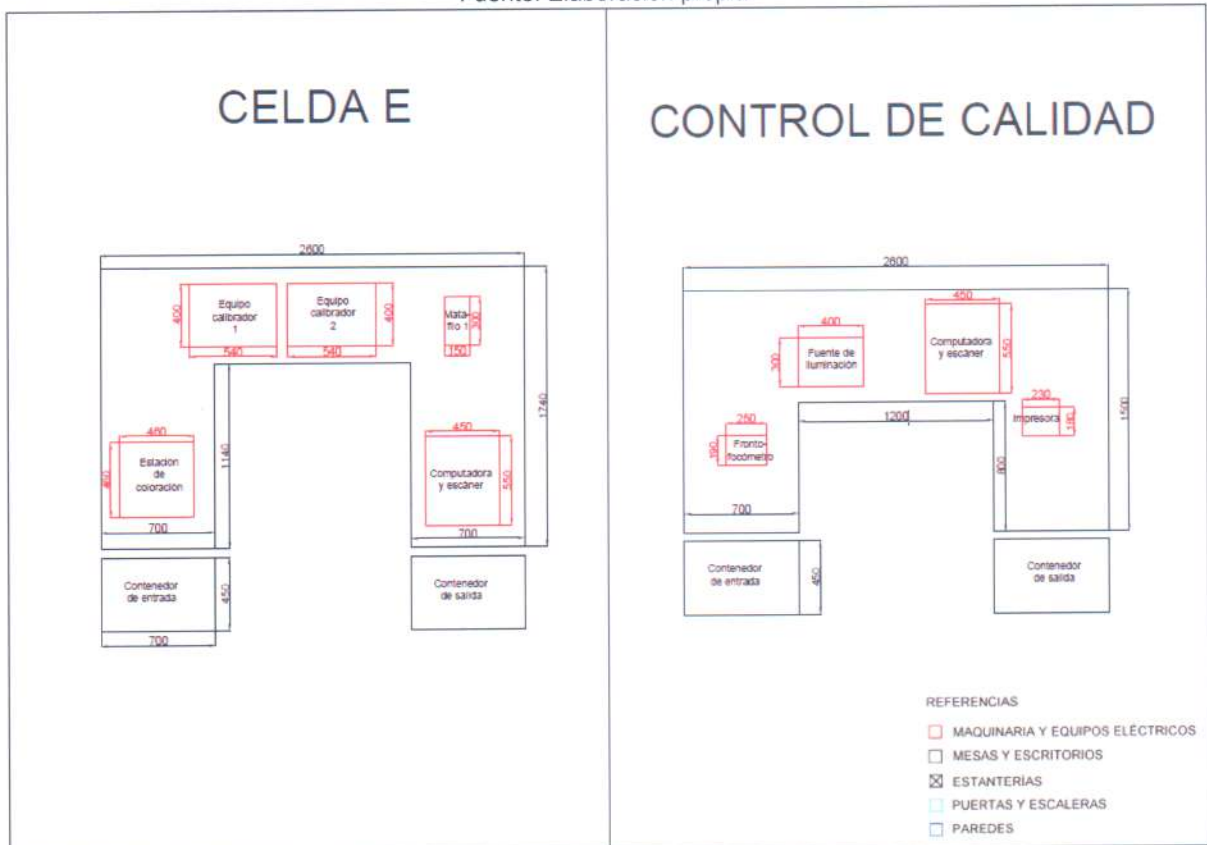 CELDA E
2600
Equipo
calibrador
1
400
540
Equipo
calibrador
2
400
540
Mata-
filo 1
300
150
1740
1140
460
460
Estación
de
coloración
700
450
550
Computadora
y escáner
700
Contenedor
de entrada
450
700
Contenedor
de salida
CONTROL DE CALIDAD
2600
450
550
Computadora
y escáner
400
300
Fuente de
iluminación
230
180
Impresora
1500
1200
800
250
190
Fronto-
focómetro
700
Contenedor
de entrada
450
Contenedor
de salida
REFERENCIAS
MAQUINARIA Y EQUIPOS ELÉCTRICOS
MESAS Y ESCRITORIOS
ESTANTERÍAS
PUERTAS Y ESCALERAS
PAREDES